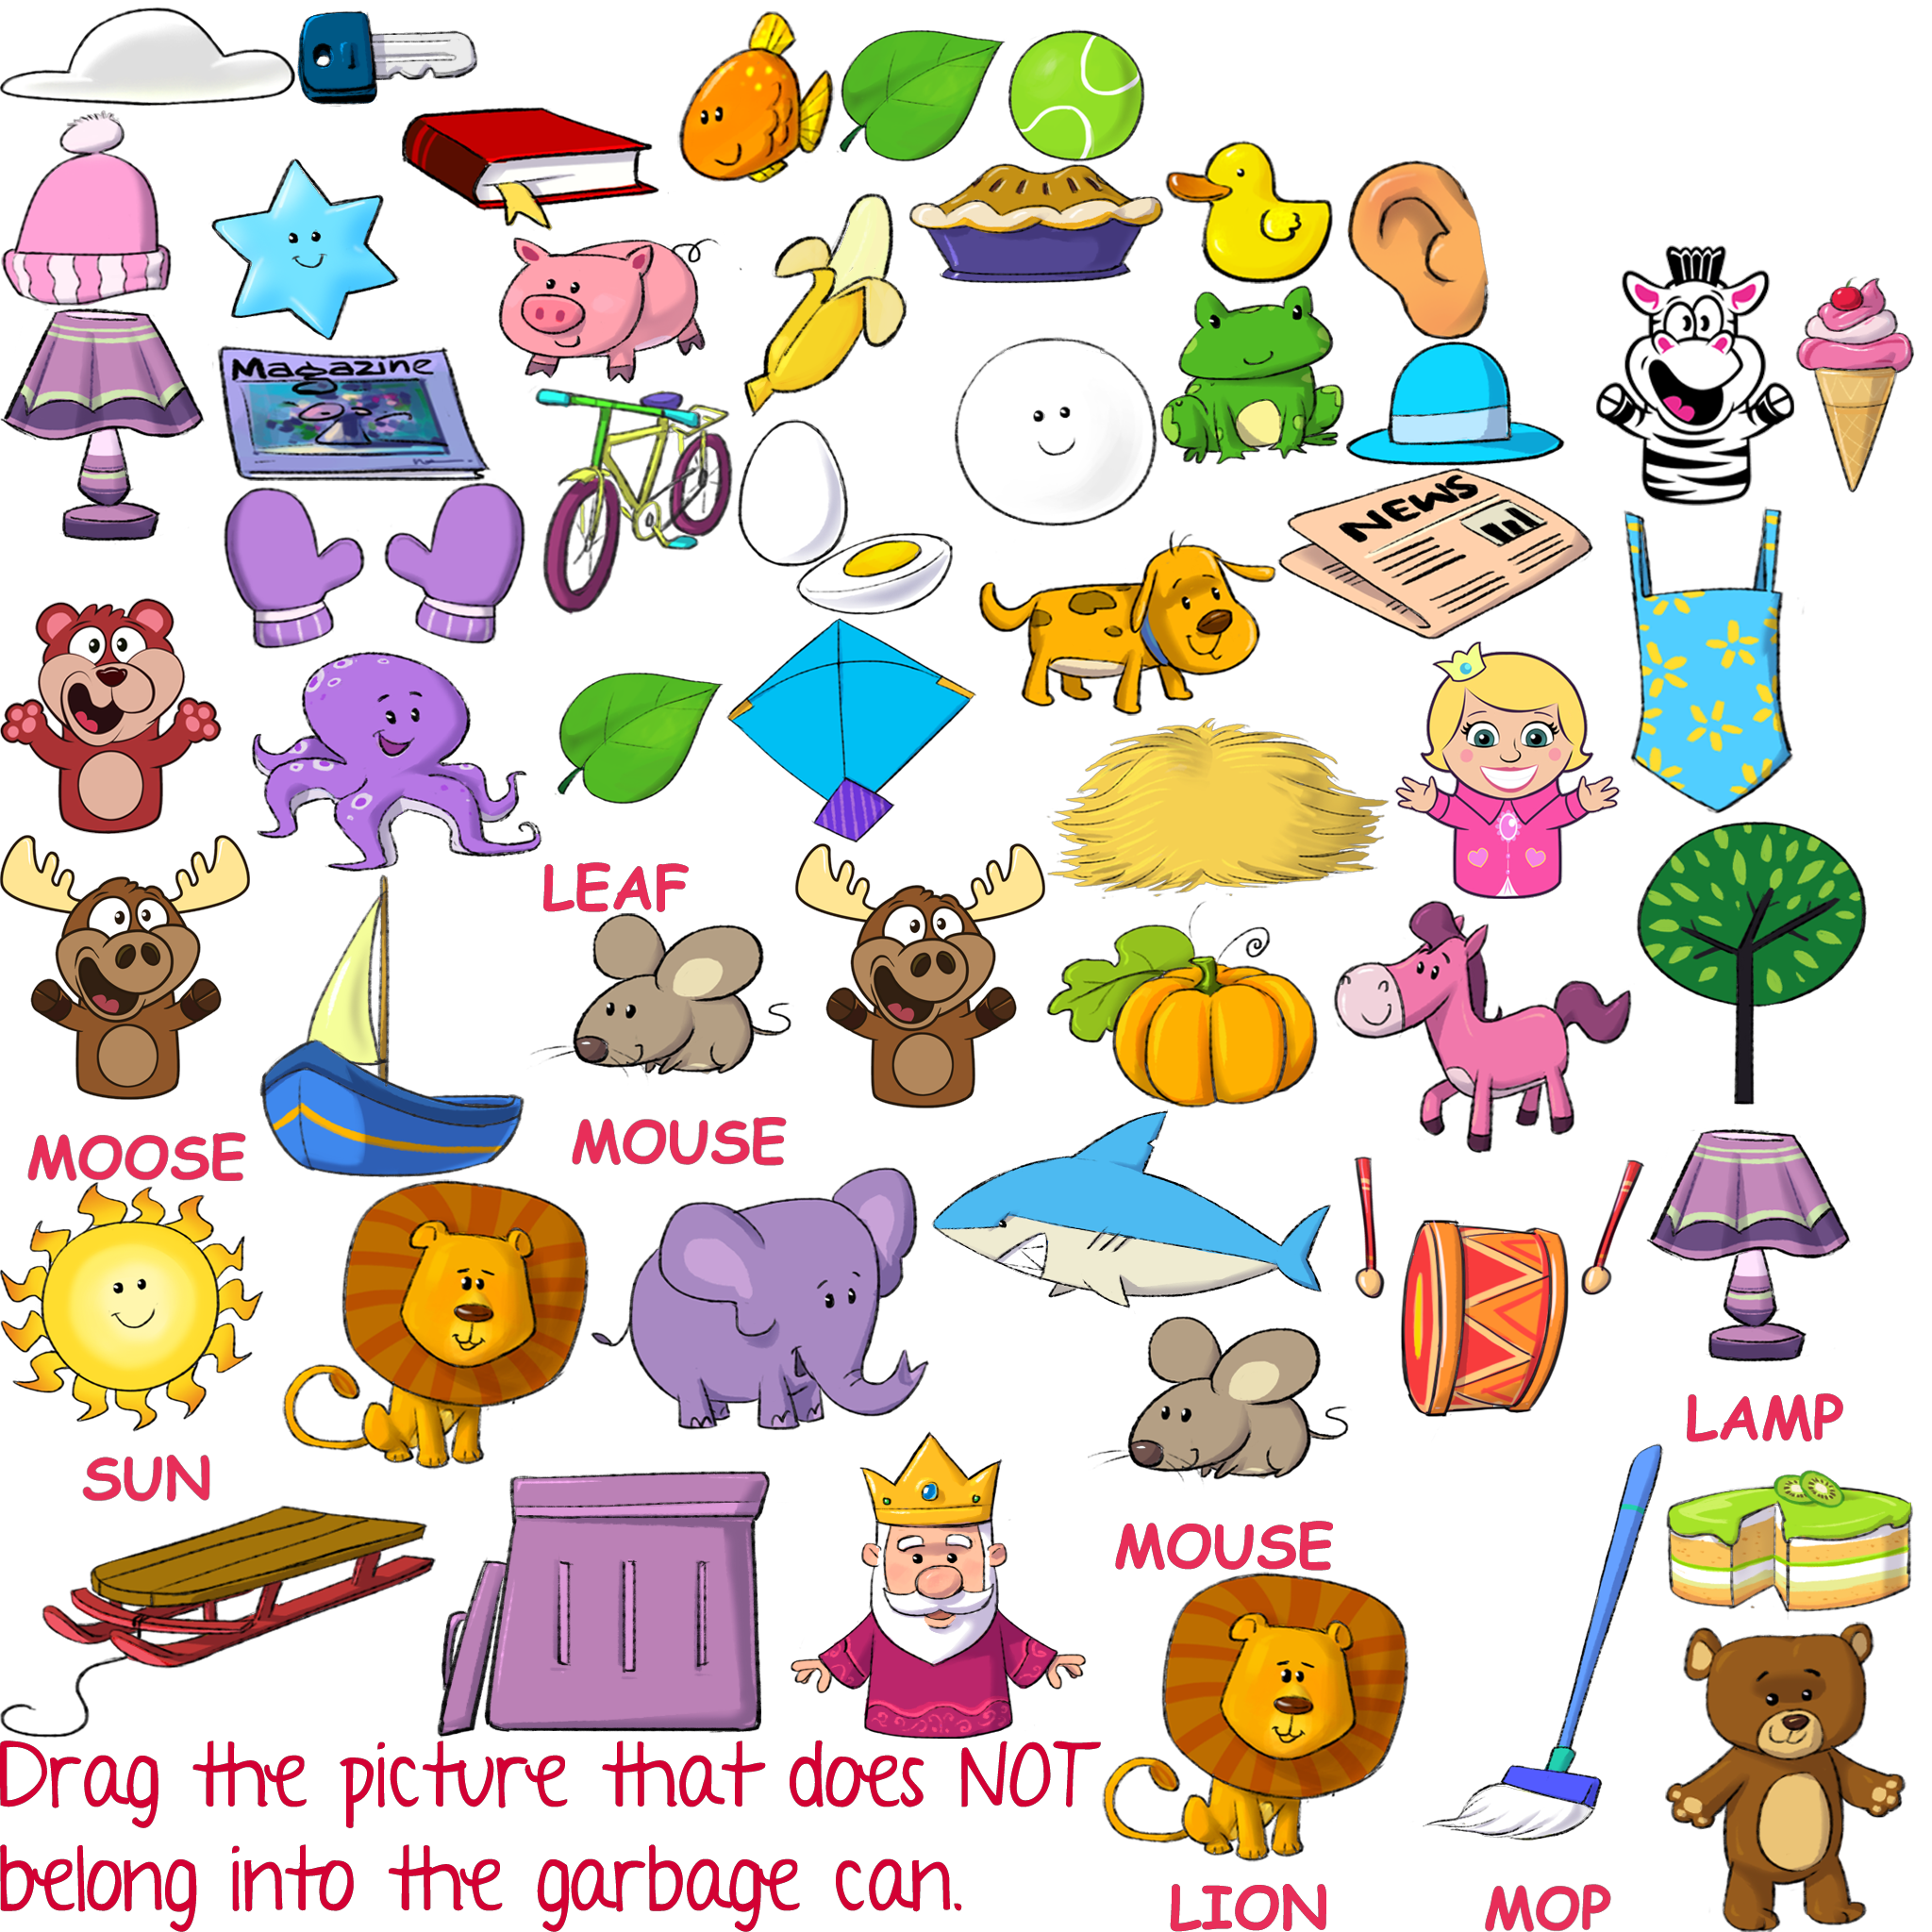 Magazine
NEWS
LEAF
MOOSE
MOUSE
LAMP
SUN
MOUSE
Drag the picture that does NOT
belong into the garbage can.
LION
MOP